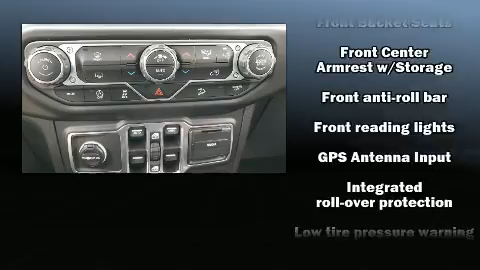 Front Bucket Seats
Front Center
Armrest w/Storage
Front anti-roll bar
Front reading lights
GPS Antenna Input
Integrated
roll-over protection
Low tire pressure warning